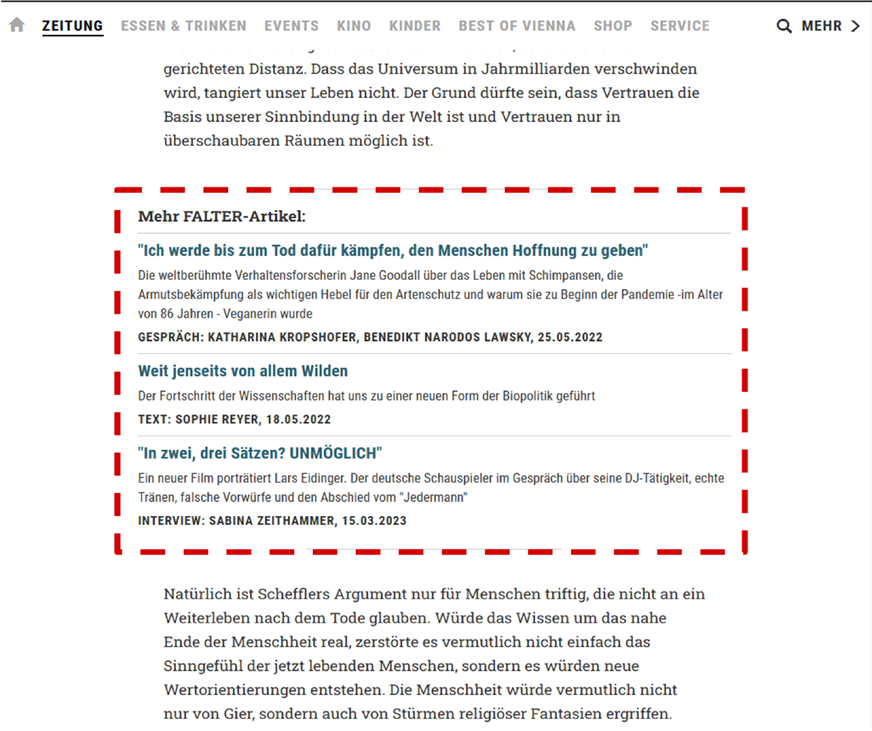 ZEITUNG ESSEN & TRINKEN EVENTS KINO KINDER BEST OF VIENNA SHOP SERVICE MEHR
gerichteten Distanz. Dass das Universum in Jahrmilliarden verschwinden
wird, tangiert unser Leben nicht. Der Grund dürfte sein, dass Vertrauen die
Basis unserer Sinnbindung in der Welt ist und Vertrauen nur in
überschaubaren Räumen möglich ist.
Mehr FALTER-Artikel:
"Ich werde bis zum Tod dafür kämpfen, den Menschen Hoffnung zu geben"
Die weltberühmte Verhaltensforscherin Jane Goodall über das Leben mit Schimpansen, die
Armutsbekämpfung als wichtigen Hebel für den Artenschutz und warum sie zu Beginn der Pandemie -im Alter
von 86 Jahren - Veganerin wurde
GESPRÄCH: KATHARINA KROPSHOFER, BENEDIKT NARODOS LAWSKY, 25.05.2022
Weit jenseits von allem Wilden
Der Fortschritt der Wissenschaften hat uns zu einer neuen Form der Biopolitik geführt
TEXT: SOPHIE REYER, 18.05.2022
"In zwei, drei Sätzen? UNMÖGLICH"
Ein neuer Film porträtiert Lars Eidinger. Der deutsche Schauspieler im Gespräch über seine DJ-Tätigkeit, echte
Tränen, falsche Vorwürfe und den Abschied vom "Jedermann"
INTERVIEW: SABINA ZEITHAMMER, 15.03.2023
Natürlich ist Schefflers Argument nur für Menschen triftig, die nicht an ein
Weiterleben nach dem Tode glauben. Würde das Wissen um das nahe
Ende der Menschheit real, zerstörte es vermutlich nicht einfach das
Sinngefühl der jetzt lebenden Menschen, sondern es würden neue
Wertorientierungen entstehen. Die Menschheit würde vermutlich nicht
nur von Gier, sondern auch von Stürmen religiöser Fantasien ergriffen.